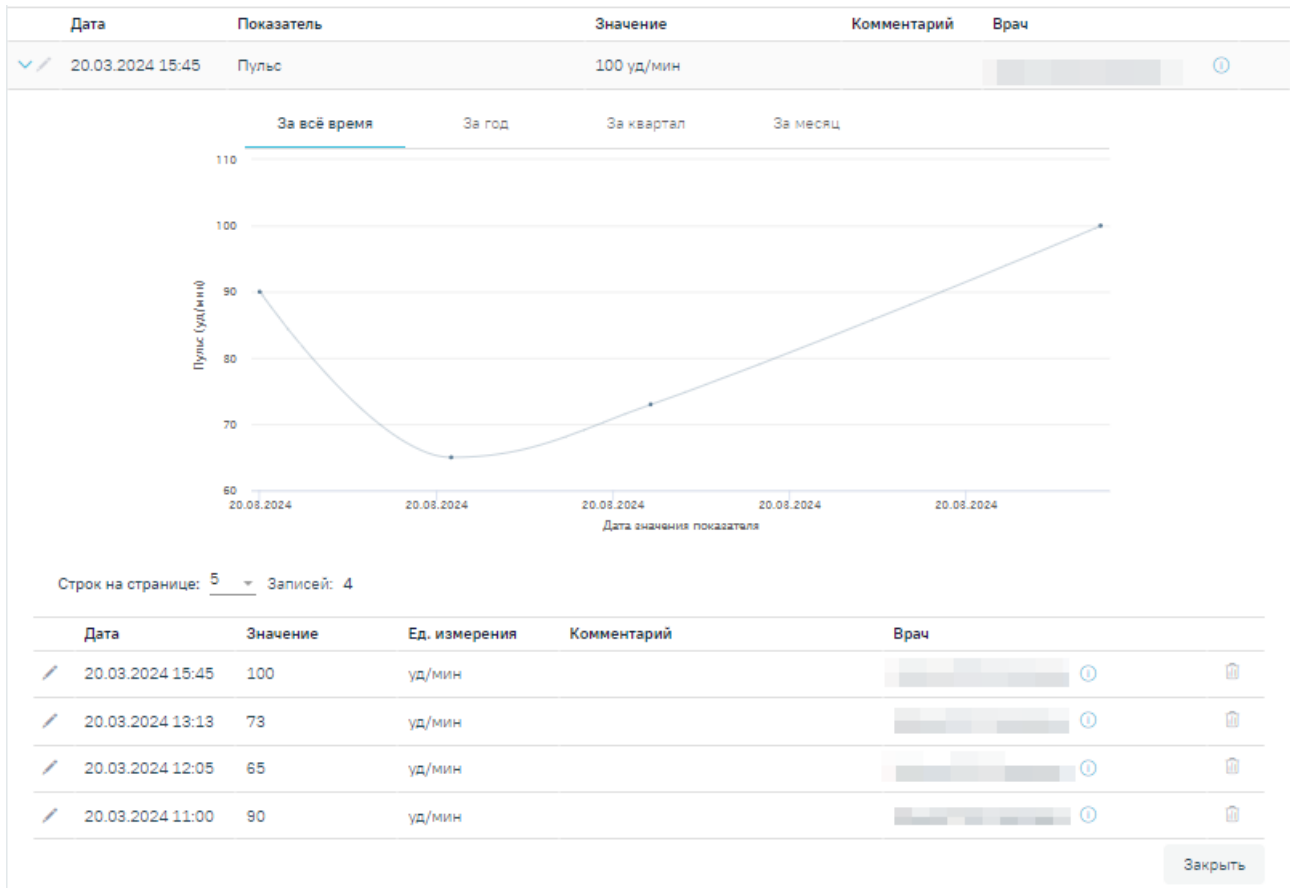 Дата Показатель Значение Комментарий Врач
20.03.2024 15:45 Пульс 100 уд/мин
За всё время За год За квартал За месяц
110
100
90
80
70
60
Пульс (уд/мин)
20.03.2024 20.03.2024 20.03.2024 20.03.2024 20.03.2024
Дата значения показателя
Строк на странице: 5 Записей: 4
Дата Значение Ед. измерения Комментарий Врач
20.03.2024 15:45 100 уд/мин
20.03.2024 13:13 73 уд/мин
20.03.2024 12:05 65 уд/мин
20.03.2024 11:00 90 уд/мин
Закрыть